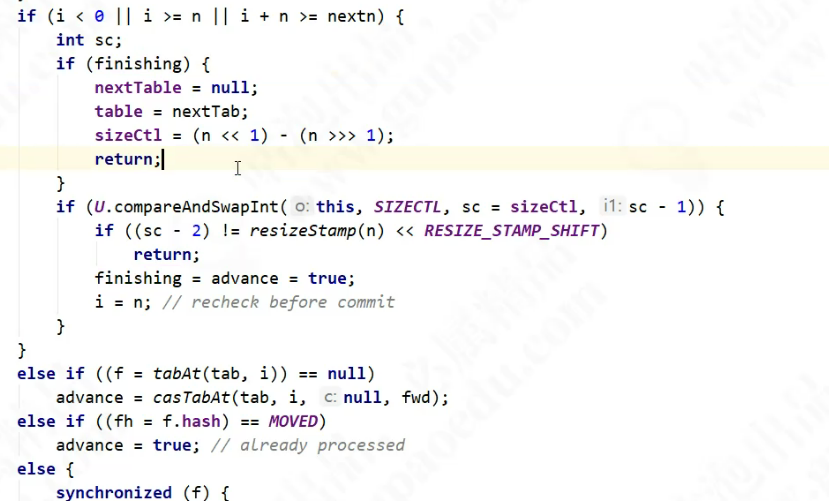 if (i < 0 || i >= n || i + n >= nextn) {
int sc;
if (finishing) {
nextTable = null;
table = nextTab;
sizeCtl = (n << 1) - (n >>> 1);
return;
}
if (U.compareAndSwapInt( o: this, SIZECTL, sc = sizeCtl, i1: sc - 1)) {
if ((sc - 2) != resizeStamp(n) << RESIZE_STAMP_SHIFT)
return;
finishing = advance = true;
i = n; // recheck before commit
}
}
else if ((f = tabAt(tab, i)) == null)
advance = casTabAt(tab, i, c: null, fwd);
else if ((fh = f.hash) == MOVED)
advance = true; // already processed
else {
synchronized (f) {